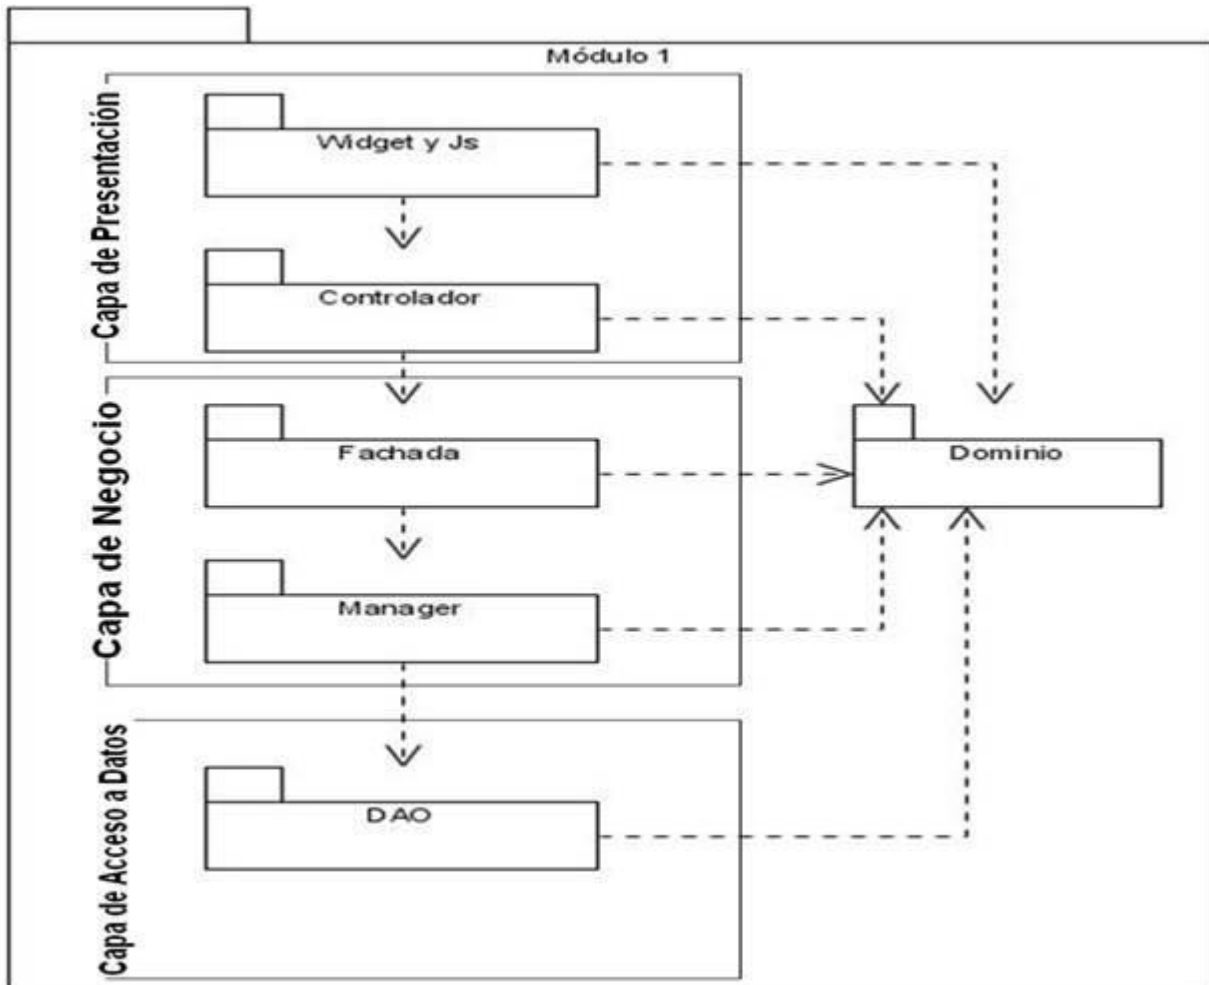 Módulo 1
Capa de Presentación
Widget y Js
Controlador
Capa de Negocio
Fachada
Dominio
Manager
Capa de Acceso a Datos
DAO